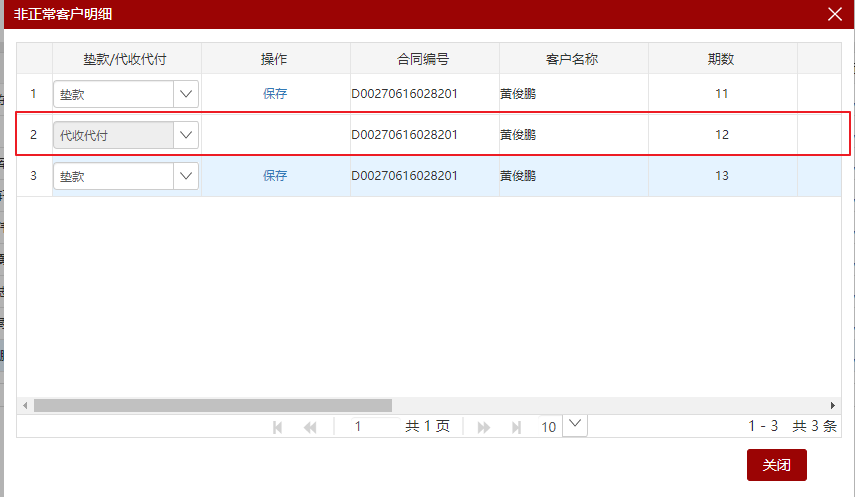 非正常客户明细
垫款/代收代付 操作 合同编号 客户名称 期数
1 垫款 保存 D00270616028201 黄俊鹏 11
2 代收代付 D00270616028201 黄俊鹏 12
3 垫款 保存 D00270616028201 黄俊鹏 13
1 共 1 页 10 1 - 3 共 3 条
关闭